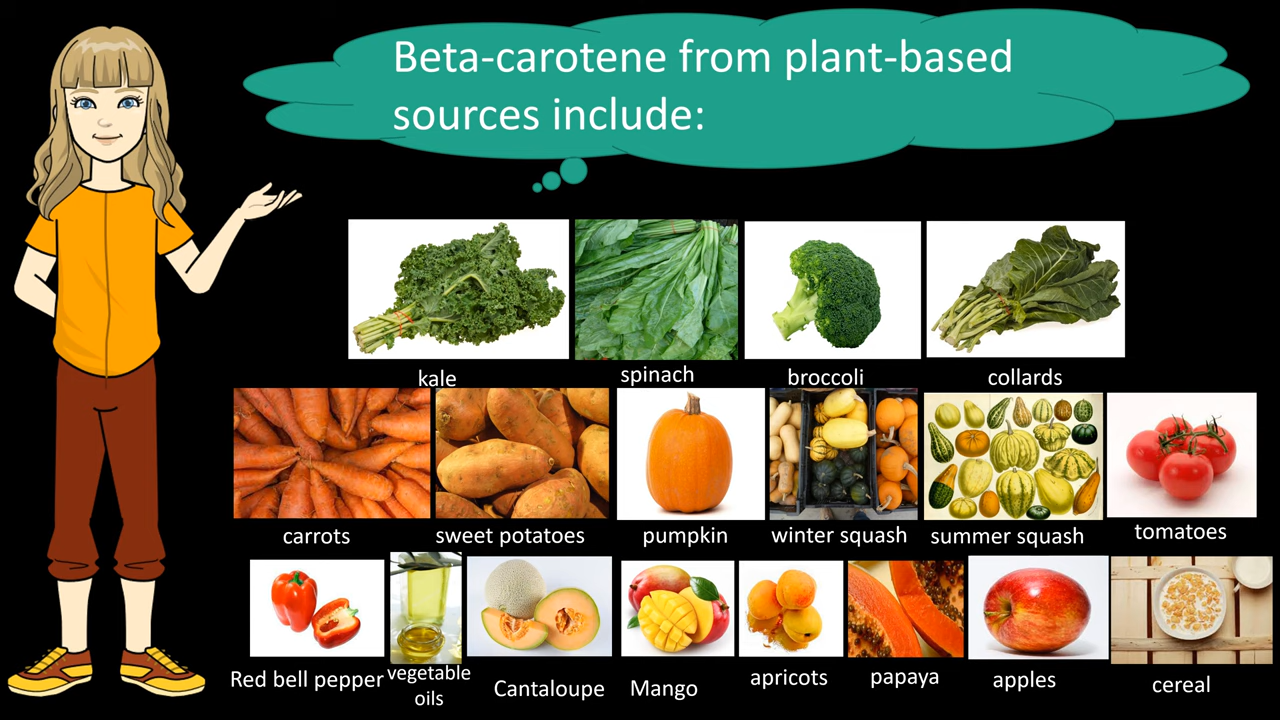 Beta-carotene from plant-based
sources include:
kale
spinach
broccoli
collards
carrots
sweet potatoes
pumpkin
winter squash
summer squash
tomatoes
Red bell pepper
vegetable
oils
Cantaloupe
Mango
apricots
papaya
apples
cereal